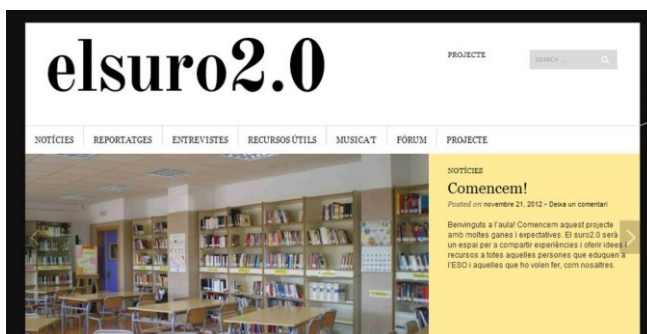 elsuro2.0
PROJECTE
SEARCH ...
NOTÍCIES
REPORTATGES
ENTREVISTES
RECURSOS ÚTILS
MUSICA'T
FÒRUM
PROJECTE
NOTÍCIES
Comencem!
Posted on novembre 21, 2012 • Deixa un comentari
Benvinguts a l'aula! Comencem aquest projecte
amb moltes ganes i expectatives. El suro2.0 serà
un espai per a compartir experiències i oferir idees i
recursos a totes aquelles persones que eduquen a
l'ESO i aquelles que ho volen fer, com nosaltres.